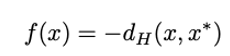 f(x) = −d_H(x, x*)